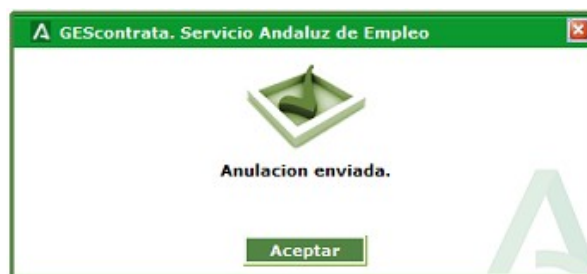 GEScontrata. Servicio Andaluz de Empleo
Anulacion enviada.
Aceptar